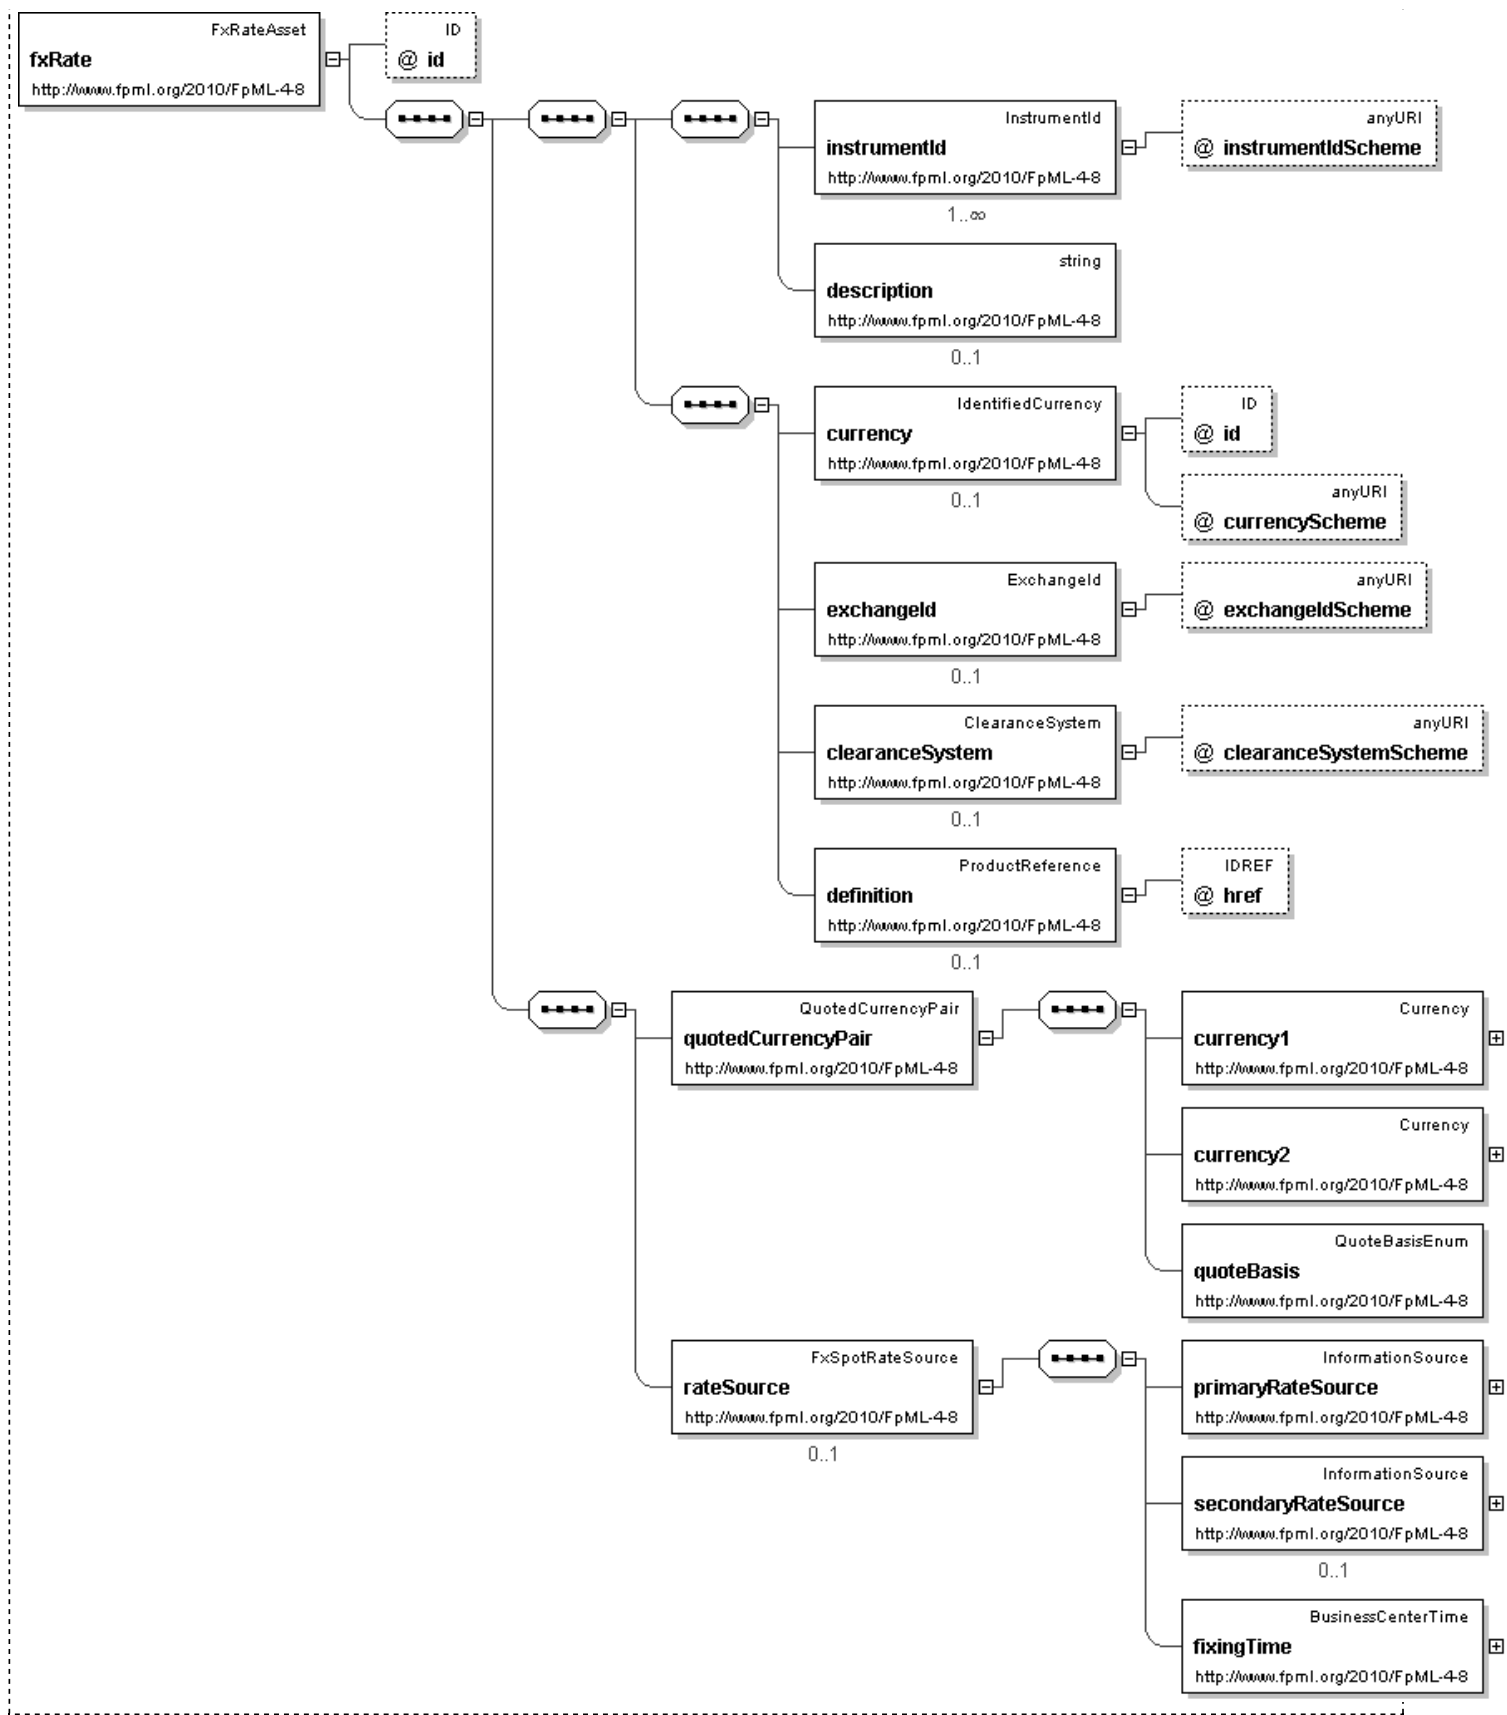 FxRateAsset
fxRate
http://www.fpml.org/2010/FpML-4-8
ID
@ id
InstrumentId
instrumentId
http://www.fpml.org/2010/FpML-4-8
1..∞
anyURI
@ instrumentIdScheme
string
description
http://www.fpml.org/2010/FpML-4-8
0..1
IdentifiedCurrency
currency
http://www.fpml.org/2010/FpML-4-8
0..1
ID
@ id
anyURI
@ currencyScheme
ExchangeId
exchangeId
http://www.fpml.org/2010/FpML-4-8
0..1
anyURI
@ exchangeIdScheme
ClearanceSystem
clearanceSystem
http://www.fpml.org/2010/FpML-4-8
0..1
anyURI
@ clearanceSystemScheme
ProductReference
definition
http://www.fpml.org/2010/FpML-4-8
0..1
IDREF
@ href
QuotedCurrencyPair
quotedCurrencyPair
http://www.fpml.org/2010/FpML-4-8
Currency
currency1
http://www.fpml.org/2010/FpML-4-8
Currency
currency2
http://www.fpml.org/2010/FpML-4-8
QuoteBasisEnum
quoteBasis
http://www.fpml.org/2010/FpML-4-8
FxSpotRateSource
rateSource
http://www.fpml.org/2010/FpML-4-8
0..1
InformationSource
primaryRateSource
http://www.fpml.org/2010/FpML-4-8
InformationSource
secondaryRateSource
http://www.fpml.org/2010/FpML-4-8
0..1
BusinessCenterTime
fixingTime
http://www.fpml.org/2010/FpML-4-8